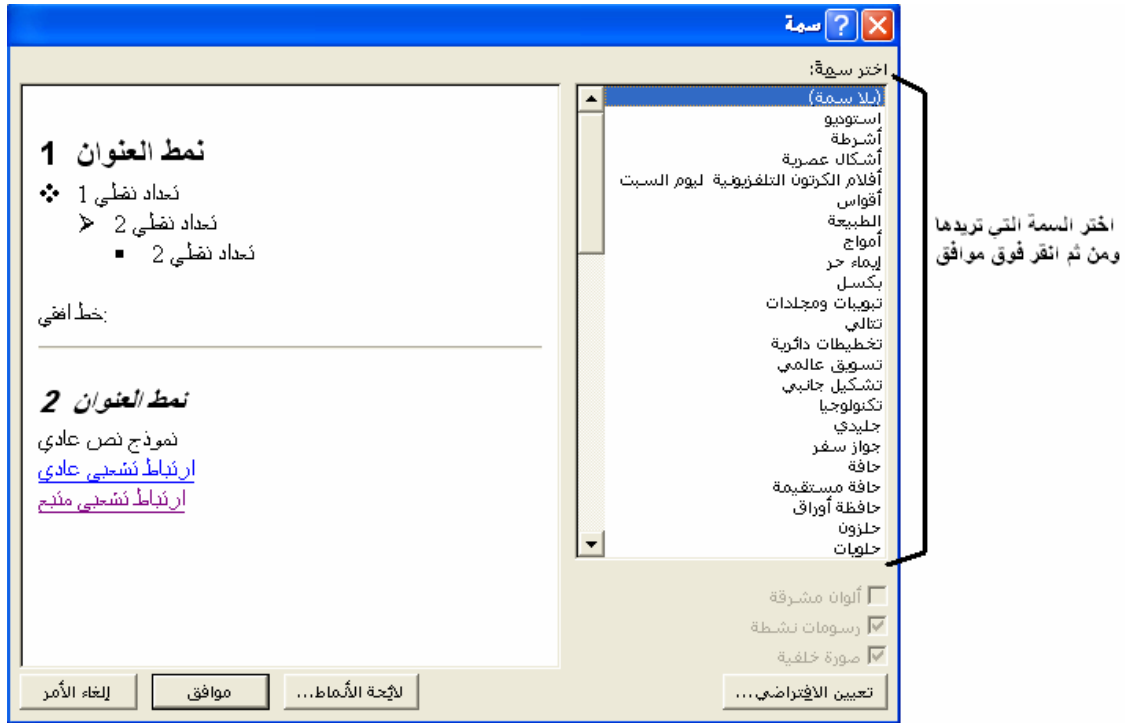 سمة
اختر سمة:
(بلا سمة)
استوديو
أشرطة
أشكال عصرية
أفلام الكرتون التلفزيونية ليوم السبت
أقواس
الطبيعة
أمواج
إيماء حر
بكسل
تبويبات ومجلدات
تتالي
تخطيطات دائرية
تسويق عالمي
تشكيل جانبي
تكنولوجيا
جليدي
جواز سفر
حافة
حافة مستقيمة
حافظة أوراق
حلزون
حلويات
ألوان مشرقة
رسومات نشطة
صورة خلفية
تعيين الافتراضي...
اختر السمة التي تريدها
ومن ثم انقر فوق موافق
نمط العنوان 1
تعداد نقطي 1
تعداد نقطي 2
تعداد نقطي 2
خط افقي:
نمط العنوان 2
نموذج نص عادي
ارتباط تشعبي عادي
ارتباط تشعبي متبع
لائحة الأنماط...
موافق
إلغاء الأمر